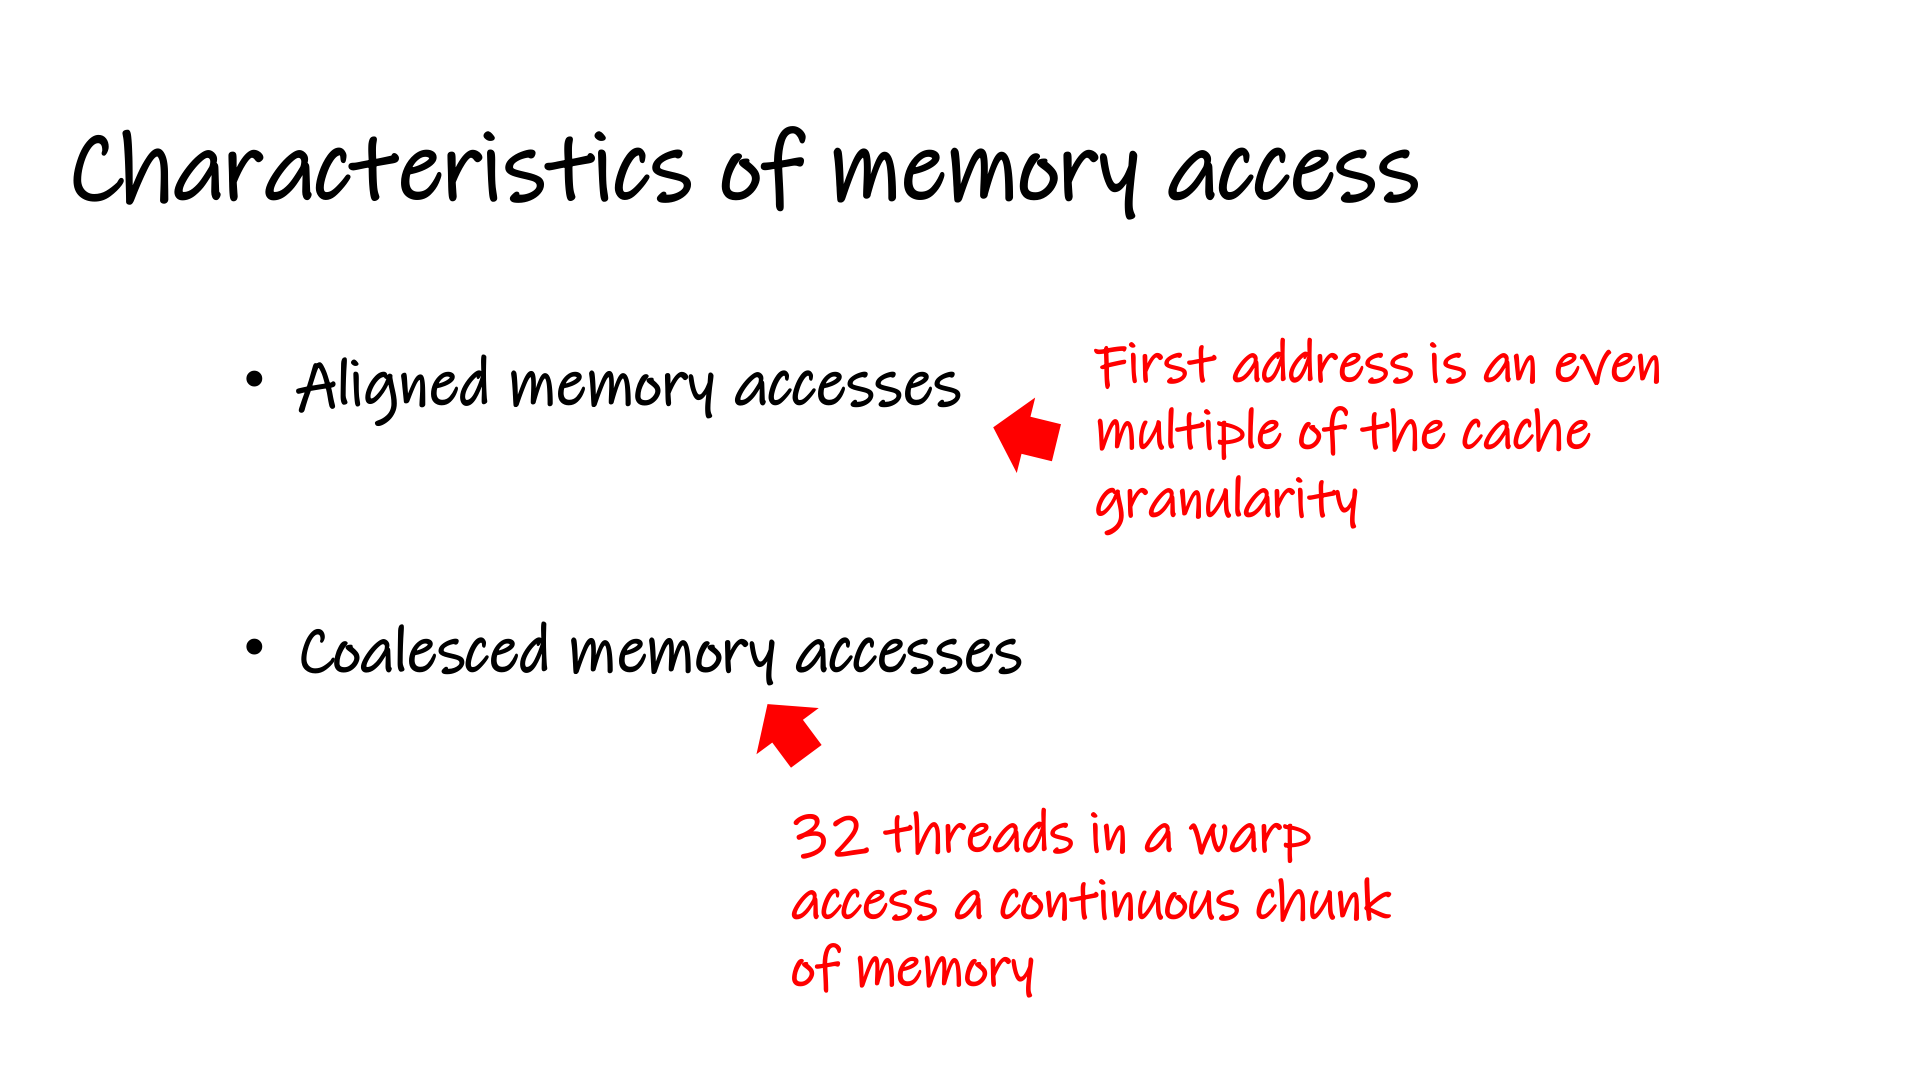 Characteristics of memory access
• Aligned memory accesses
First address is an even
multiple of the cache
granularity
• Coalesced memory accesses
32 threads in a warp
access a continuous chunk
of memory